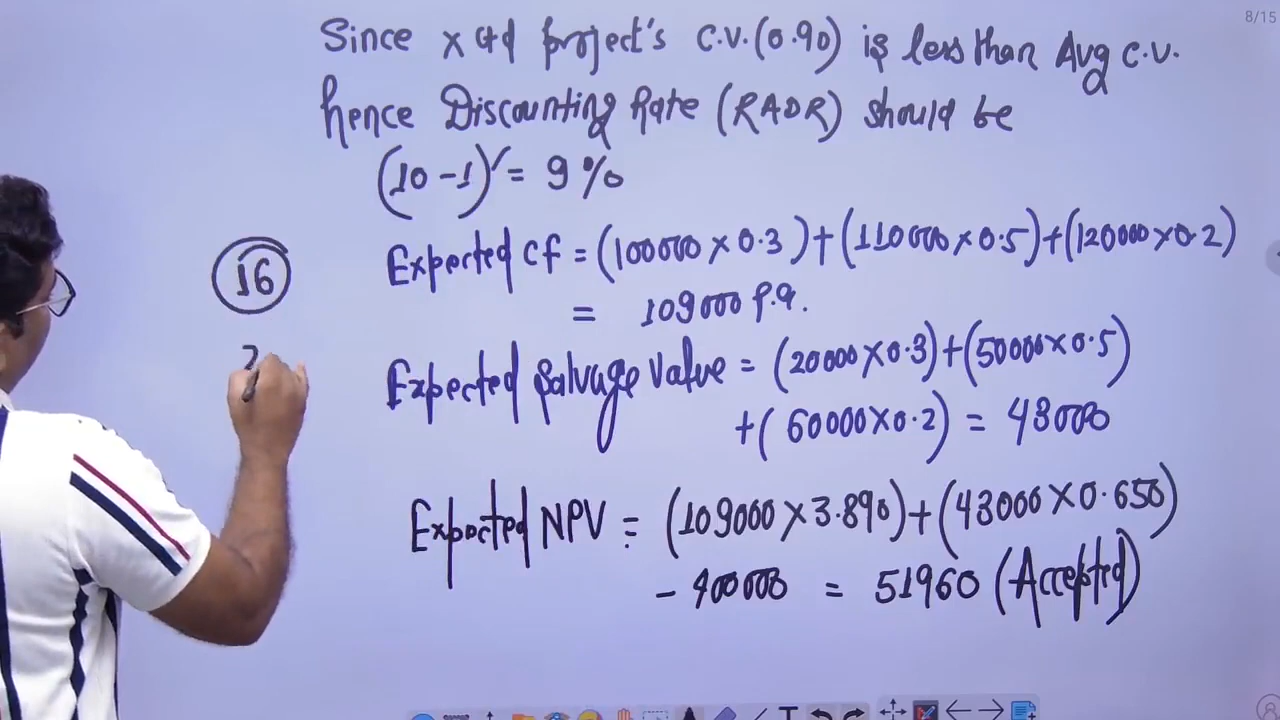 8/15
Since x Ltd project's C.V.(0.90) is less than Avg C.V.
hence Discounting Rate (RADR) should be
(10-1) = 9%
16
Expected Cf = (100000 × 0.3) + (110000 × 0.5) + (120000 × 0.2)
= 109000 P.a.
Expected Salvage Value = (20000 × 0.3) + (50000 × 0.5)
+ (60000 × 0.2) = 43000
Expected NPV = (109000 × 3.890) + (43000 × 0.650)
- 400000 = 51960 (Accepted)